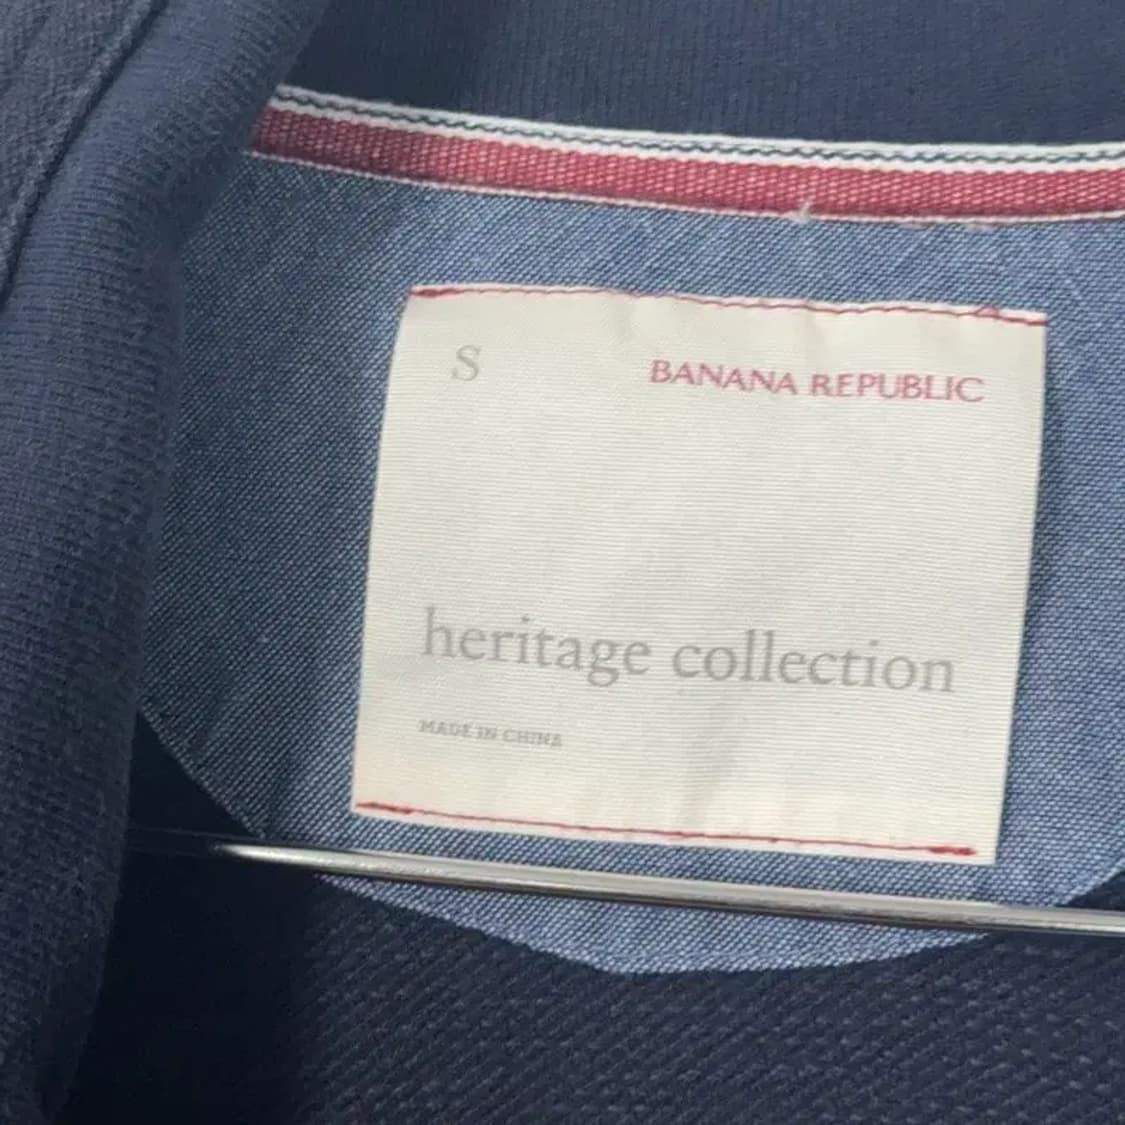 S
BANANA REPUBLIC
heritage collection
MADE IN CHINA